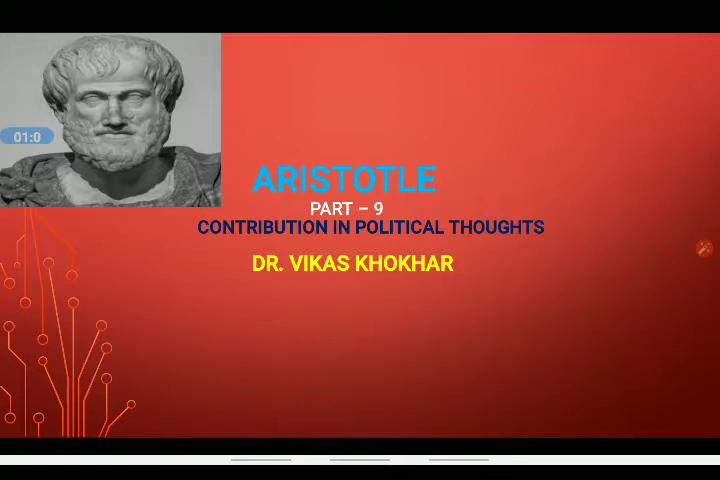 01:0
ARISTOTLE
PART – 9
CONTRIBUTION IN POLITICAL THOUGHTS
DR. VIKAS KHOKHAR